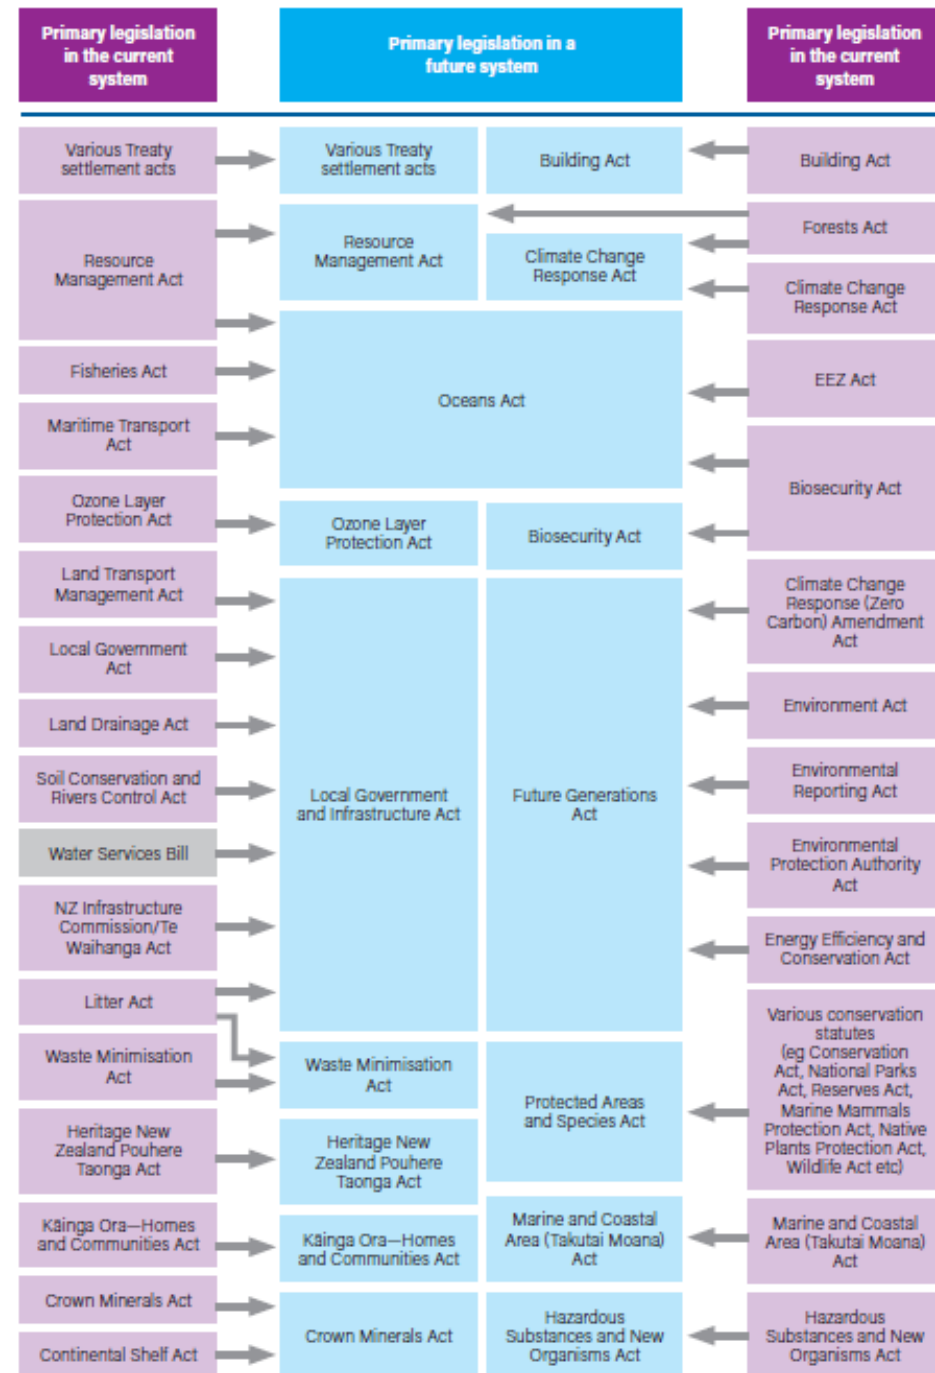 Primary legislation
in the current
system
Primary legislation in a
future system
Primary legislation
in the current
system
Various Treaty
settlement acts
Various Treaty
settlement acts
Building Act
Building Act
Resource
Management Act
Resource
Management Act
Climate Change
Response Act
Forests Act
Climate Change
Response Act
Fisheries Act
Maritime Transport
Act
Oceans Act
EEZ Act
Biosecurity Act
Ozone Layer
Protection Act
Ozone Layer
Protection Act
Biosecurity Act
Land Transport
Management Act
Local Government
Act
Land Drainage Act
Soil Conservation and
Rivers Control Act
Water Services Bill
NZ Infrastructure
Commission/Te
Waihanga Act
Litter Act
Local Government
and Infrastructure Act
Future Generations
Act
Climate Change
Response (Zero
Carbon) Amendment
Act
Environment Act
Environmental
Reporting Act
Environmental
Protection Authority
Act
Energy Efficiency and
Conservation Act
Waste Minimisation
Act
Waste Minimisation
Act
Protected Areas
and Species Act
Various conservation
statutes
(eg Conservation
Act, National Parks
Act, Reserves Act,
Marine Mammals
Protection Act, Native
Plants Protection Act,
Wildlife Act etc)
Heritage New
Zealand Pouhere
Taonga Act
Heritage New
Zealand Pouhere
Taonga Act
Kāinga Ora—Homes
and Communities Act
Kāinga Ora—Homes
and Communities Act
Marine and Coastal
Area (Takutai Moana)
Act
Marine and Coastal
Area (Takutai Moana)
Act
Crown Minerals Act
Continental Shelf Act
Crown Minerals Act
Hazardous
Substances and New
Organisms Act
Hazardous
Substances and New
Organisms Act